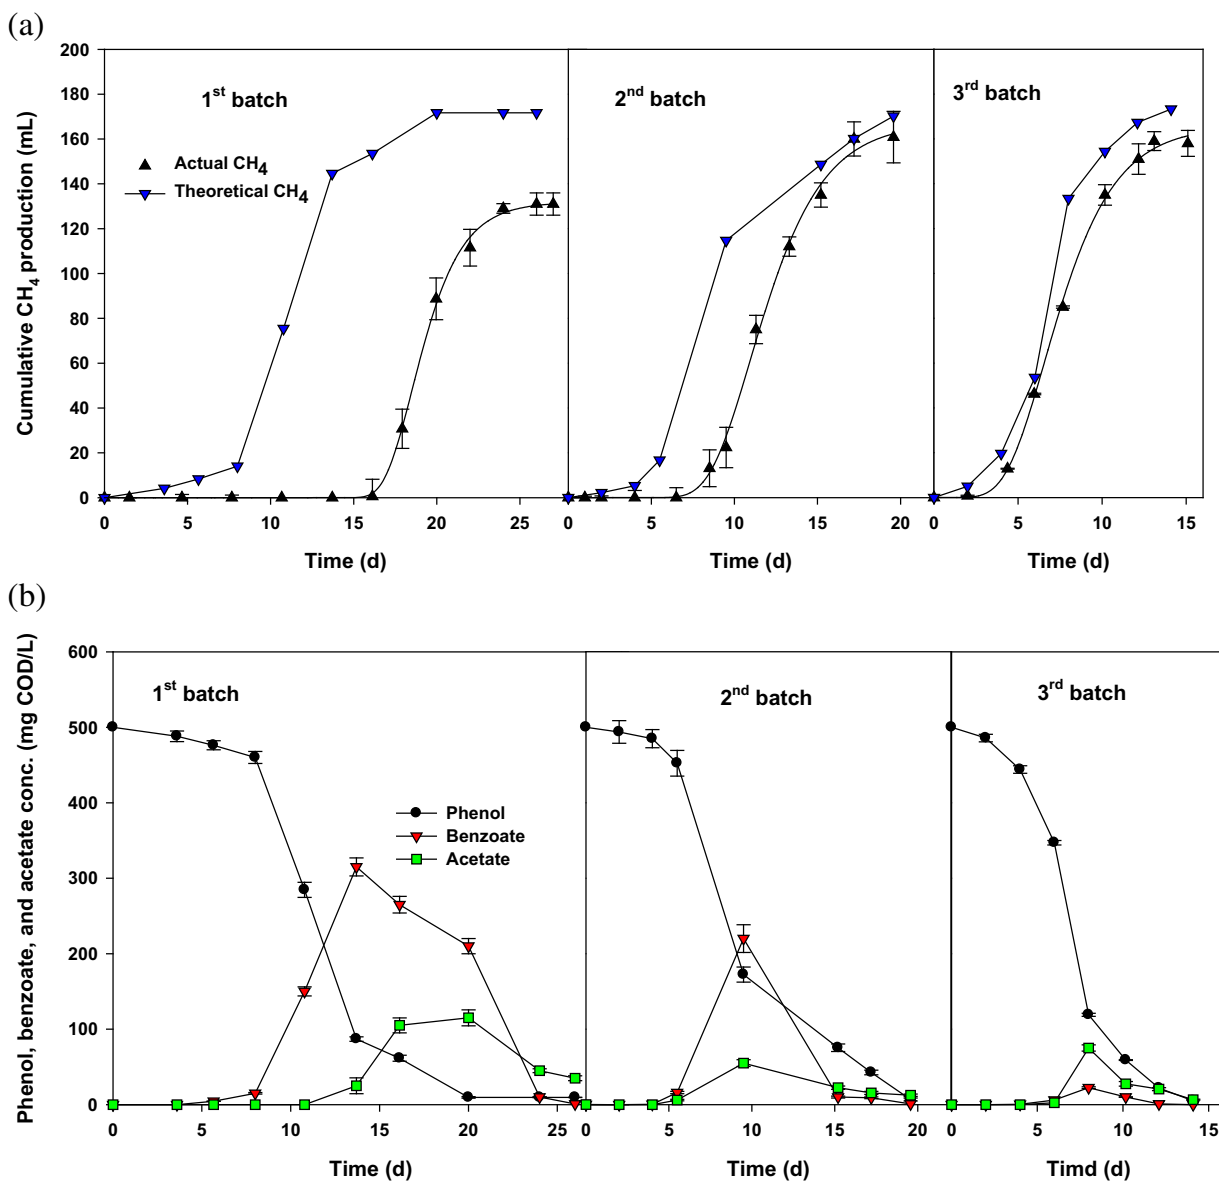 (a)
200
180
160
140
120
100
80
60
40
20
0
Cumulative CH4 production (mL)
1st batch
2nd batch
3rd batch
Actual CH4
Theoretical CH4
0 5 10 15 20 25 0 5 10 15 20 0 5 10 15
Time (d) Time (d) Time (d)
(b)
600
500
400
300
200
100
0
Phenol, benzoate, and acetate conc. (mg COD/L)
1st batch
2nd batch
3rd batch
Phenol
Benzoate
Acetate
0 5 10 15 20 25 0 5 10 15 20 0 5 10 15
Time (d) Time (d) Timd (d)